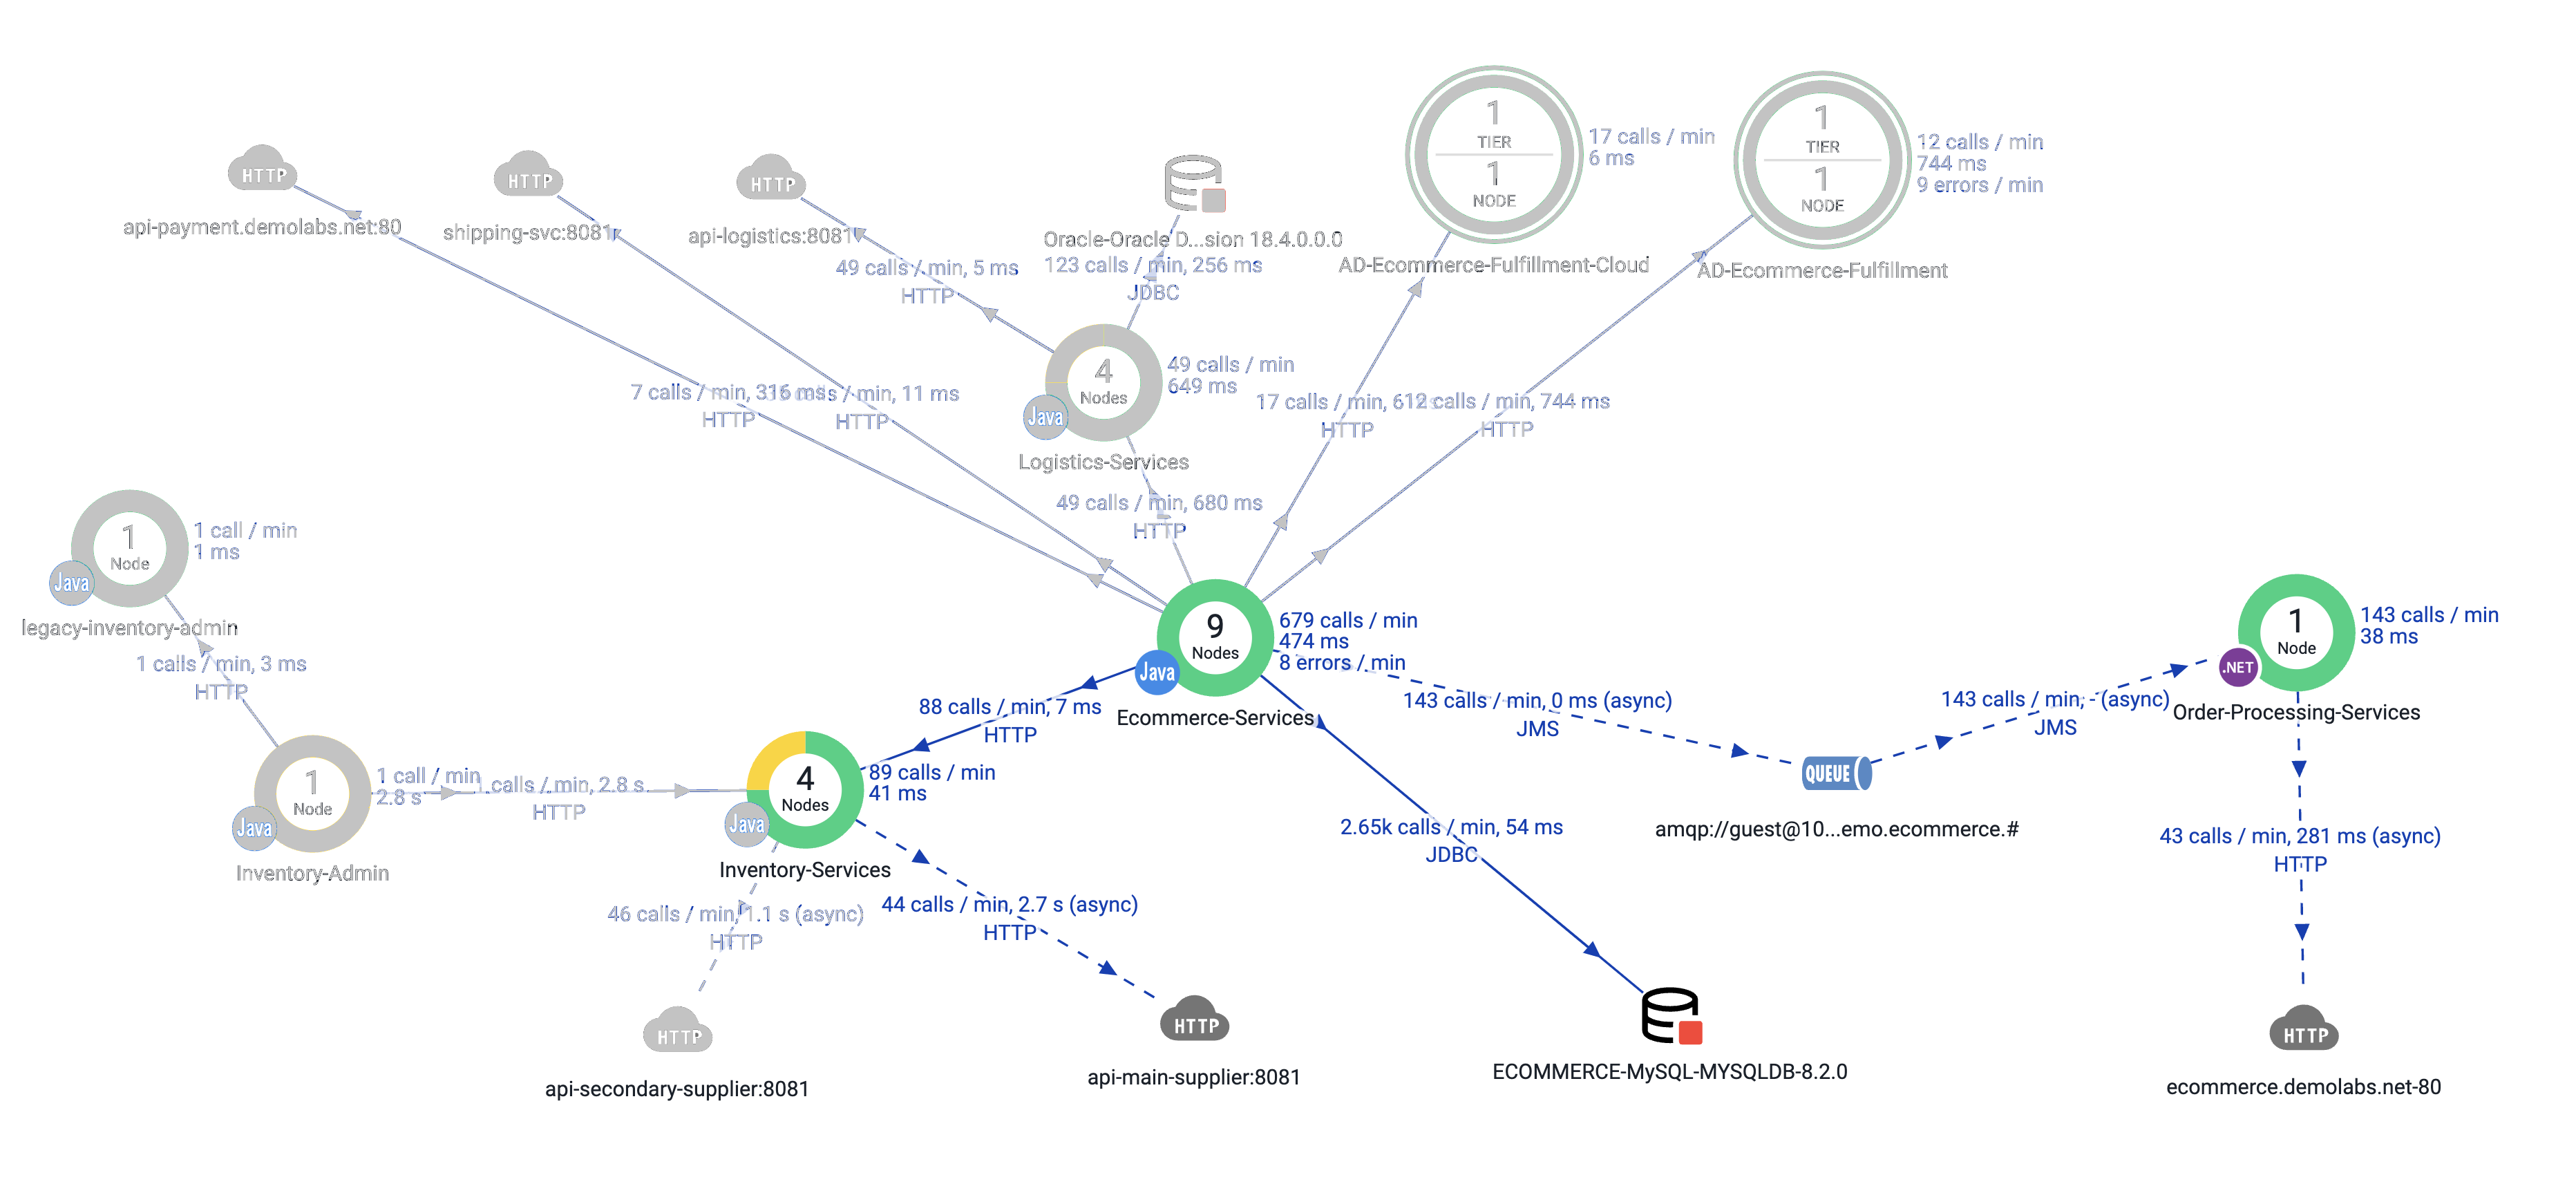 HTTP
api-payment.demolabs.net:80
HTTP
shipping-svc:8081
HTTP
api-logistics:8081
49 calls / min, 5 ms
HTTP
Oracle-Oracle D...sion 18.4.0.0.0
123 calls / min, 256 ms
JDBC
1
TIER
1
NODE
17 calls / min
6 ms
AD-Ecommerce-Fulfillment-Cloud
1
TIER
1
NODE
12 calls / min
744 ms
9 errors / min
AD-Ecommerce-Fulfillment
7 calls / min, 316 ms
HTTP
/ min, 11 ms
HTTP
4
Nodes
Java
49 calls / min
649 ms
Logistics-Services
17 calls / min, 6
HTTP
12 calls / min, 744 ms
HTTP
49 calls / min, 680 ms
HTTP
1
Node
Java
1 call / min
1 ms
legacy-inventory-admin
1 calls / min, 3 ms
HTTP
9
Nodes
Java
679 calls / min
474 ms
8 errors / min
Ecommerce-Services
1
Node
.NET
143 calls / min
38 ms
Order-Processing-Services
88 calls / min, 7 ms
HTTP
143 calls / min, 0 ms (async)
JMS
143 calls / min, - (async)
JMS
QUEUE
amqp://guest@10...emo.ecommerce.#
1
Node
Java
1 call / min
2.8 s
Inventory-Admin
1 calls / min, 2.8 s
HTTP
4
Nodes
Java
89 calls / min
41 ms
Inventory-Services
2.65k calls / min, 54 ms
JDBC
43 calls / min, 281 ms (async)
HTTP
46 calls / min, 1.1 s (async)
HTTP
44 calls / min, 2.7 s (async)
HTTP
HTTP
api-secondary-supplier:8081
HTTP
api-main-supplier:8081
ECOMMERCE-MySQL-MYSQLDB-8.2.0
HTTP
ecommerce.demolabs.net-80